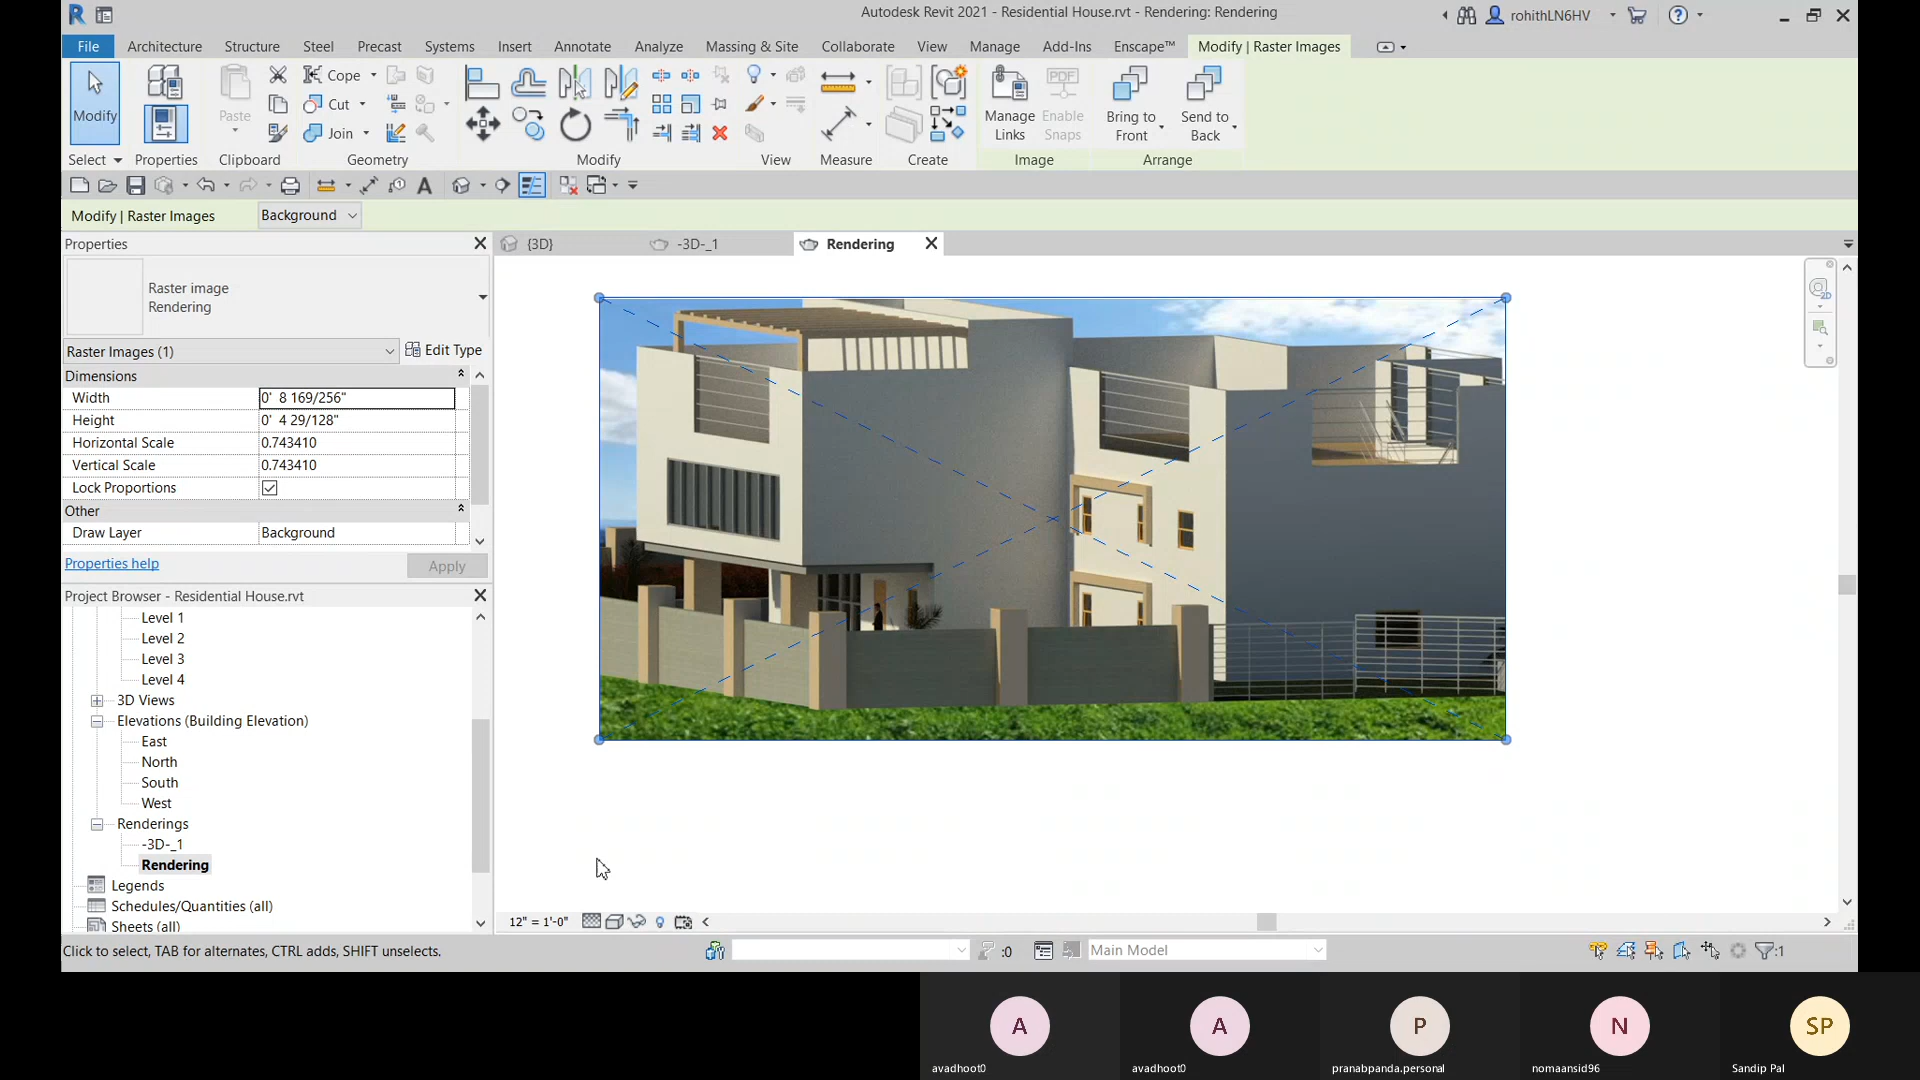 Autodesk Revit 2021 - Residential House.rvt - Rendering: Rendering
rohithLN6HV
File Architecture Structure Steel Precast Systems Insert Annotate Analyze Massing & Site Collaborate View Manage Add-Ins Enscape™ Modify | Raster Images
Modify
Paste
Cope
Cut
Join
Manage Links
PDF
Enable Snaps
Bring to Front
Send to Back
Select Properties Clipboard Geometry Modify View Measure Create Image Arrange
Modify | Raster Images Background
Properties
{3D} -3D-_1 Rendering
Raster image
Rendering
Raster Images (1) Edit Type
Dimensions
Width 0' 8 169/256"
Height 0' 4 29/128"
Horizontal Scale 0.743410
Vertical Scale 0.743410
Lock Proportions
Other
Draw Layer Background
Properties help Apply
2D
Project Browser - Residential House.rvt
Level 1
Level 2
Level 3
Level 4
3D Views
Elevations (Building Elevation)
East
North
South
West
Renderings
-3D-_1
Rendering
Legends
Schedules/Quantities (all)
Sheets (all)
12" = 1'-0"
Click to select, TAB for alternates, CTRL adds, SHIFT unselects.
:0
Main Model
:1
A A P N SP
avadhoot0 avadhoot0 pranabpanda.personal nomaansid96 Sandip Pal